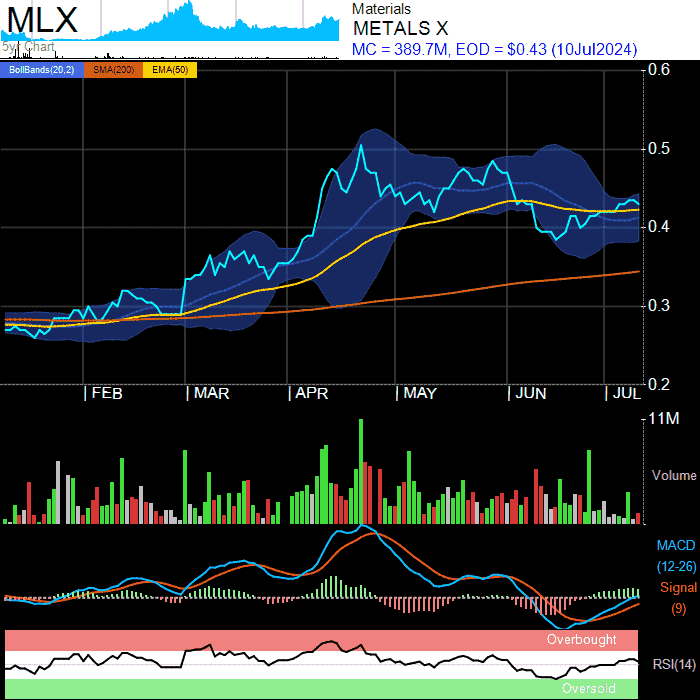 MLX
5yr Chart
Materials
METALS X
MC = 389.7M, EOD = $0.43 (10Jul2024)
BollBands(20,2) SMA(200) EMA(50)
0.6
0.5
0.4
0.3
0.2
FEB MAR APR MAY JUN JUL
11M
Volume
MACD
(12-26)
Signal
(9)
Overbought
RSI(14)
Oversold